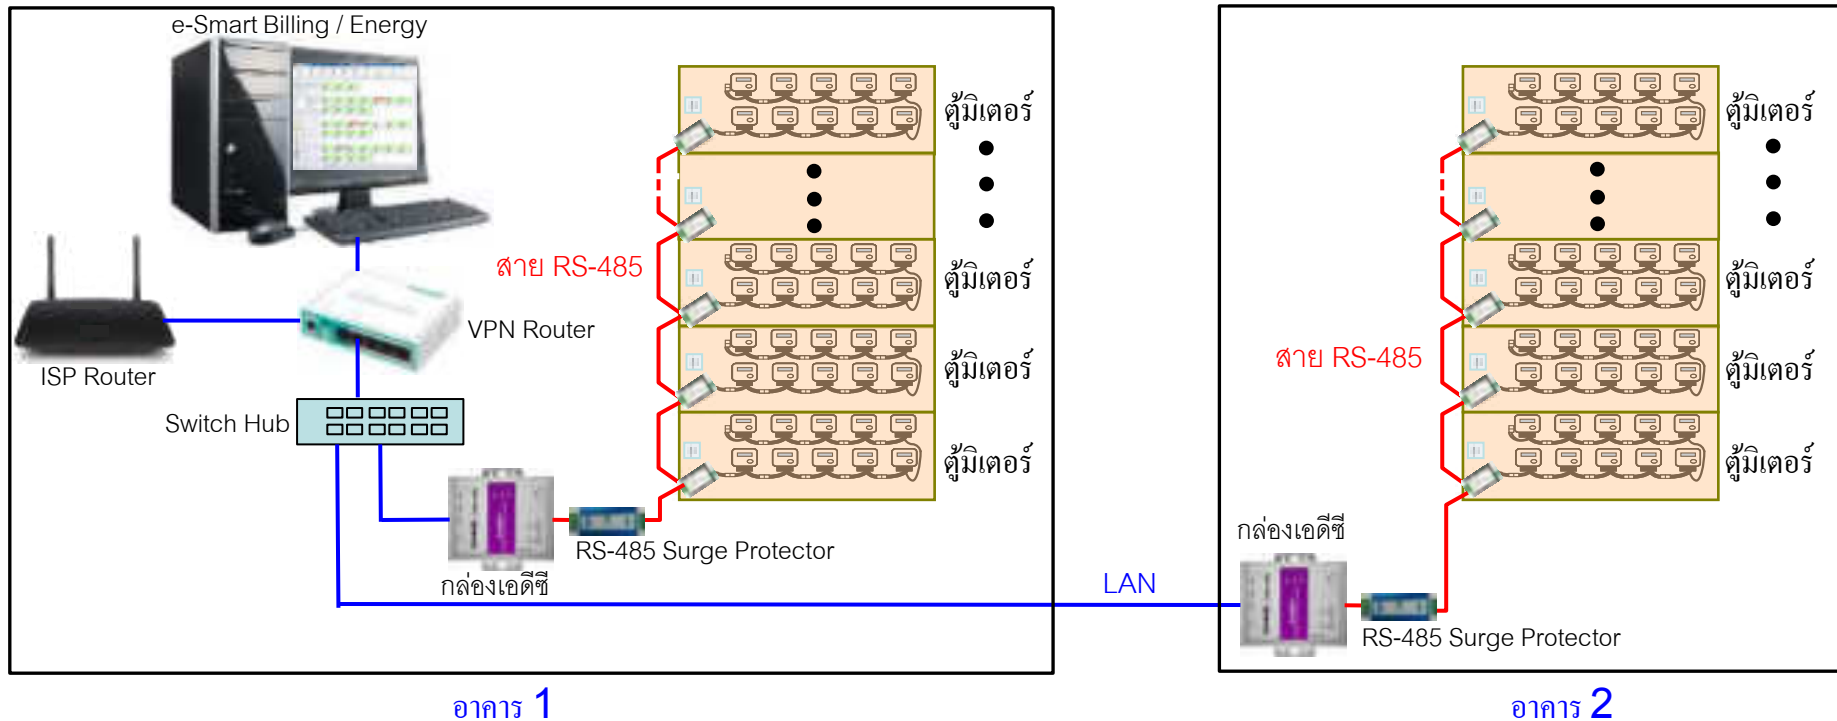 e-Smart Billing / Energy
ตู้มิเตอร์
ตู้มิเตอร์
สาย RS-485
ตู้มิเตอร์
ตู้มิเตอร์
VPN Router
ISP Router
ตู้มิเตอร์
สาย RS-485
ตู้มิเตอร์
Switch Hub
ตู้มิเตอร์
ตู้มิเตอร์
กล่องเอดีซี
RS-485 Surge Protector
กล่องเอดีซี
LAN
RS-485 Surge Protector
อาคาร 1
อาคาร 2